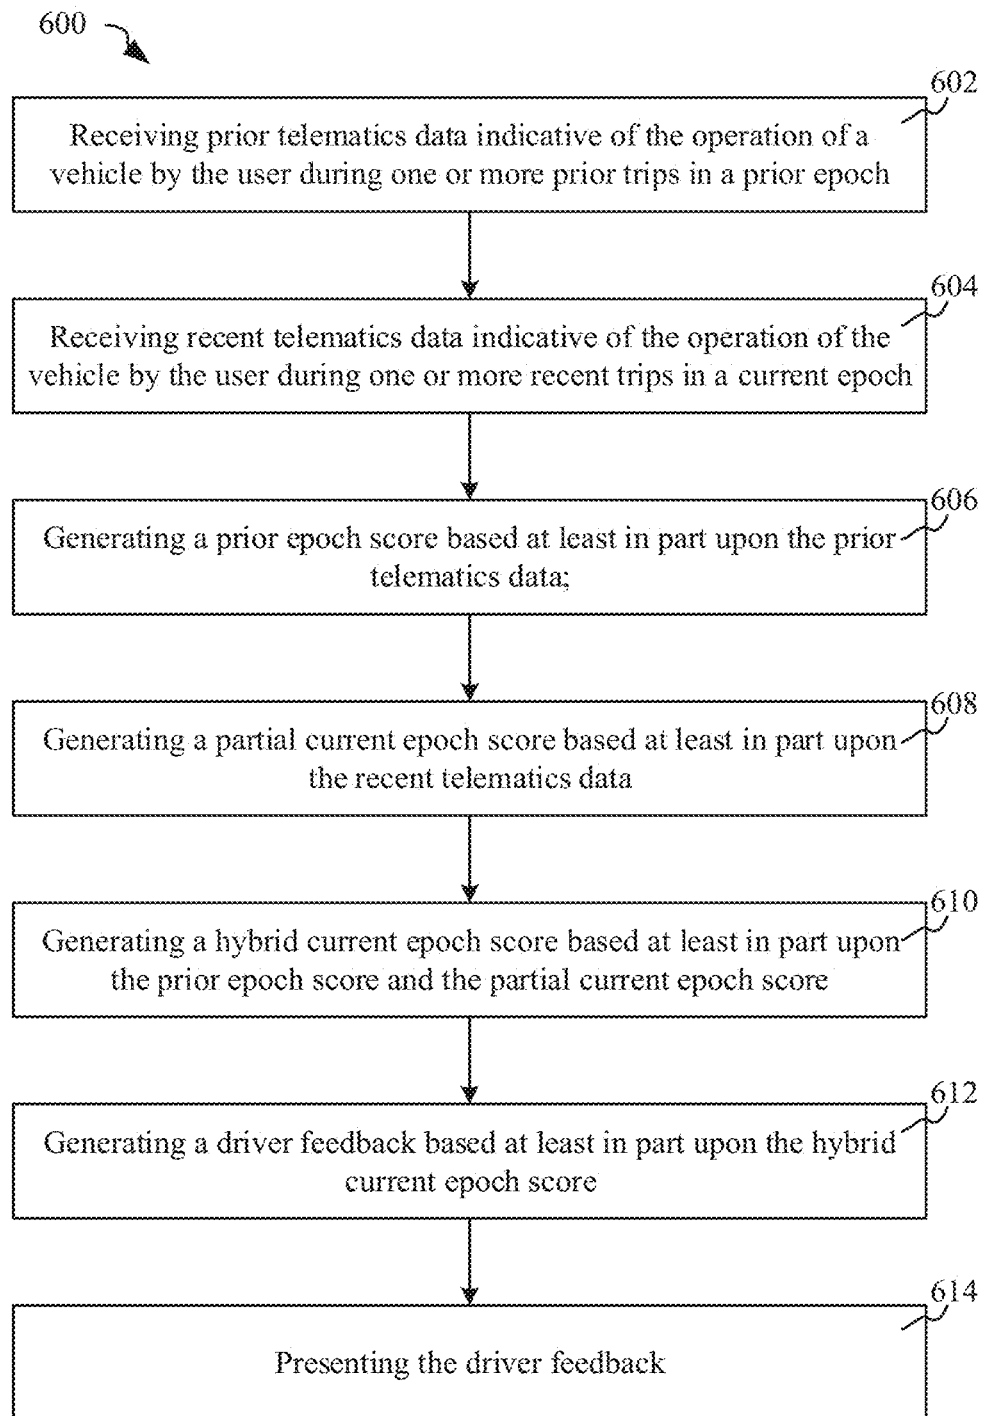 600
602
Receiving prior telematics data indicative of the operation of a
vehicle by the user during one or more prior trips in a prior epoch
604
Receiving recent telematics data indicative of the operation of the
vehicle by the user during one or more recent trips in a current epoch
606
Generating a prior epoch score based at least in part upon the prior
telematics data;
608
Generating a partial current epoch score based at least in part upon
the recent telematics data
610
Generating a hybrid current epoch score based at least in part upon
the prior epoch score and the partial current epoch score
612
Generating a driver feedback based at least in part upon the hybrid
current epoch score
614
Presenting the driver feedback